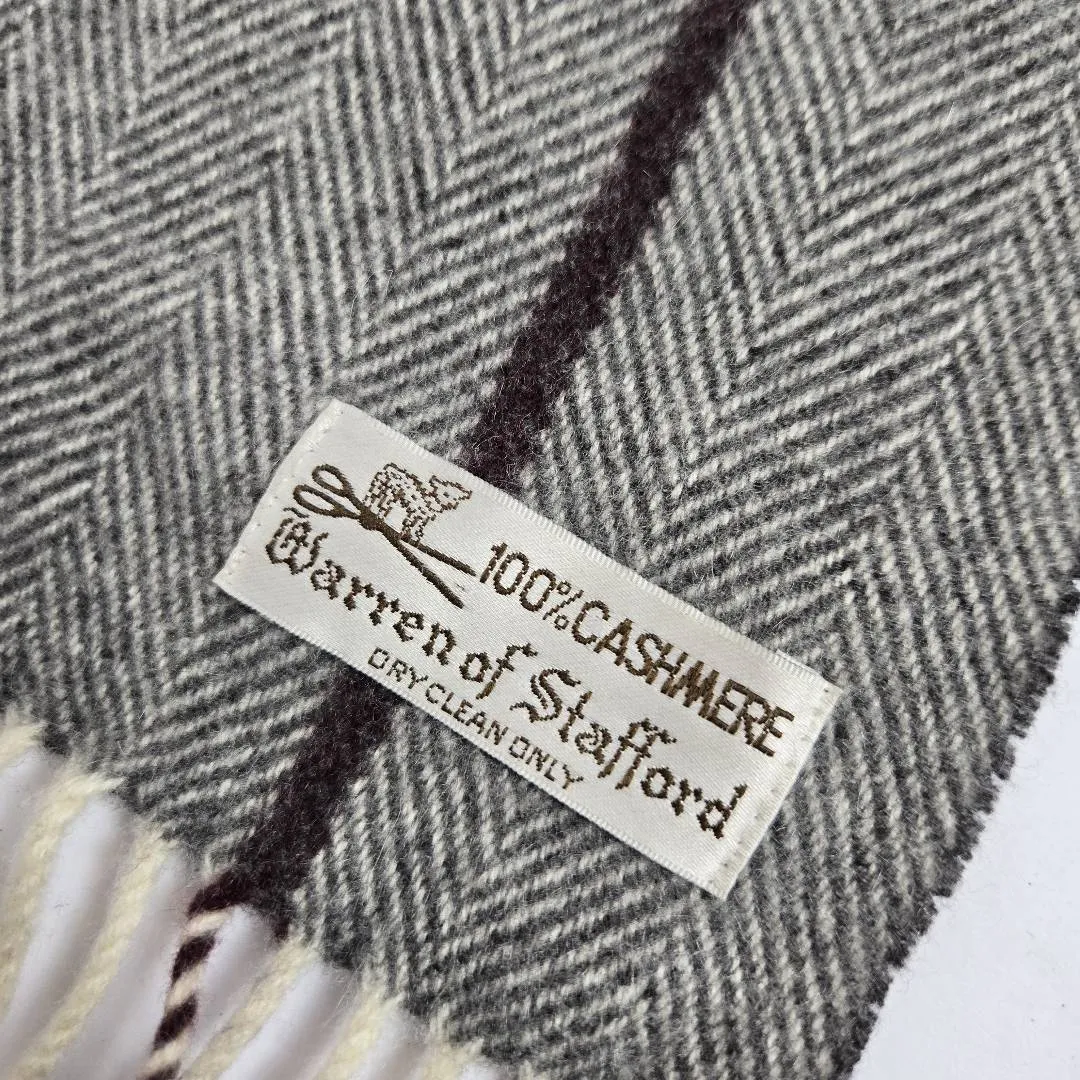 100% CASHMERE
Warren of Stafford
DRY CLEAN ONLY